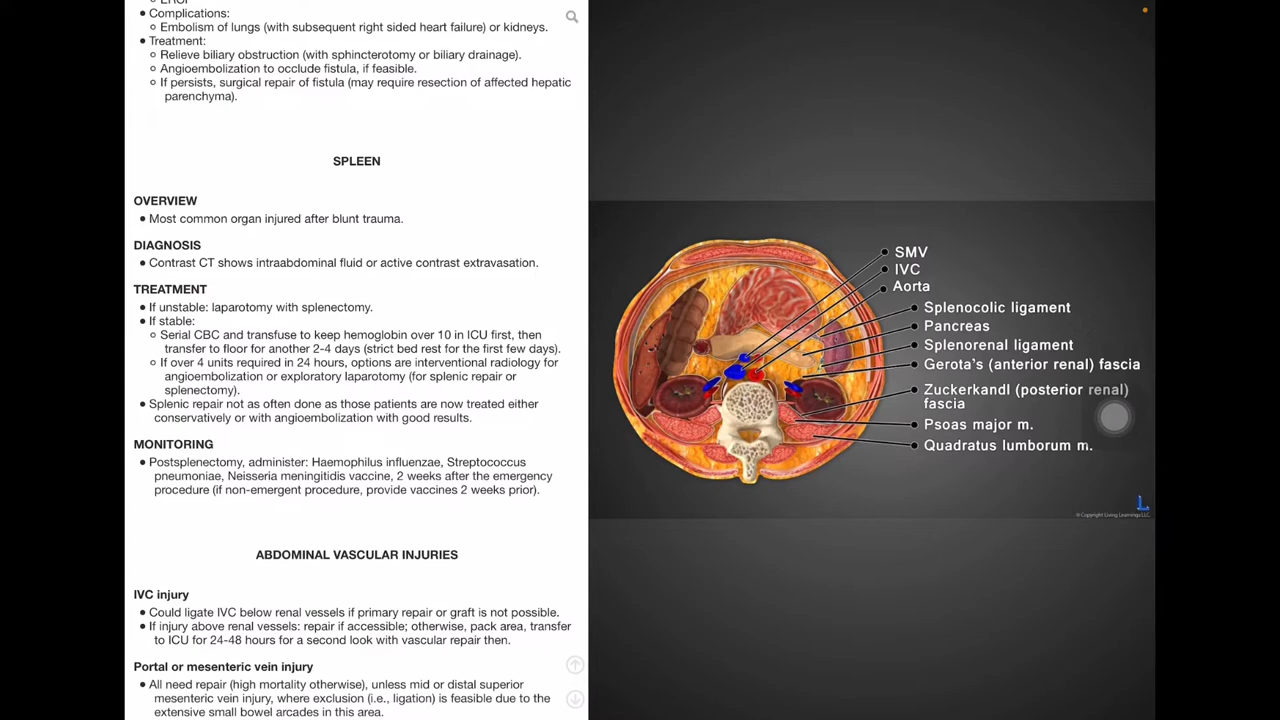 • Complications:
○ Embolism of lungs (with subsequent right sided heart failure) or kidneys.
• Treatment:
○ Relieve biliary obstruction (with sphincterotomy or biliary drainage).
○ Angioembolization to occlude fistula, if feasible.
○ If persists, surgical repair of fistula (may require resection of affected hepatic
parenchyma).
SPLEEN
OVERVIEW
• Most common organ injured after blunt trauma.
DIAGNOSIS
• Contrast CT shows intraabdominal fluid or active contrast extravasation.
TREATMENT
• If unstable: laparotomy with splenectomy.
• If stable:
○ Serial CBC and transfuse to keep hemoglobin over 10 in ICU first, then
transfer to floor for another 2-4 days (strict bed rest for the first few days).
○ If over 4 units required in 24 hours, options are interventional radiology for
angioembolization or exploratory laparotomy (for splenic repair or
splenectomy).
• Splenic repair not as often done as those patients are now treated either
conservatively or with angioembolization with good results.
MONITORING
• Postsplenectomy, administer: Haemophilus influenzae, Streptococcus
pneumoniae, Neisseria meningitidis vaccine, 2 weeks after the emergency
procedure (if non-emergent procedure, provide vaccines 2 weeks prior).
ABDOMINAL VASCULAR INJURIES
IVC injury
• Could ligate IVC below renal vessels if primary repair or graft is not possible.
• If injury above renal vessels: repair if accessible; otherwise, pack area, transfer
to ICU for 24-48 hours for a second look with vascular repair then.
Portal or mesenteric vein injury
• All need repair (high mortality otherwise), unless mid or distal superior
mesenteric vein injury, where exclusion (i.e., ligation) is feasible due to the
extensive small bowel arcades in this area.
SMV
IVC
Aorta
Splenocolic ligament
Pancreas
Splenorenal ligament
Gerota's (anterior renal) fascia
Zuckerkandl (posterior renal)
fascia
Psoas major m.
Quadratus lumborum m.
L
© Copyright Living Learnings LLC.